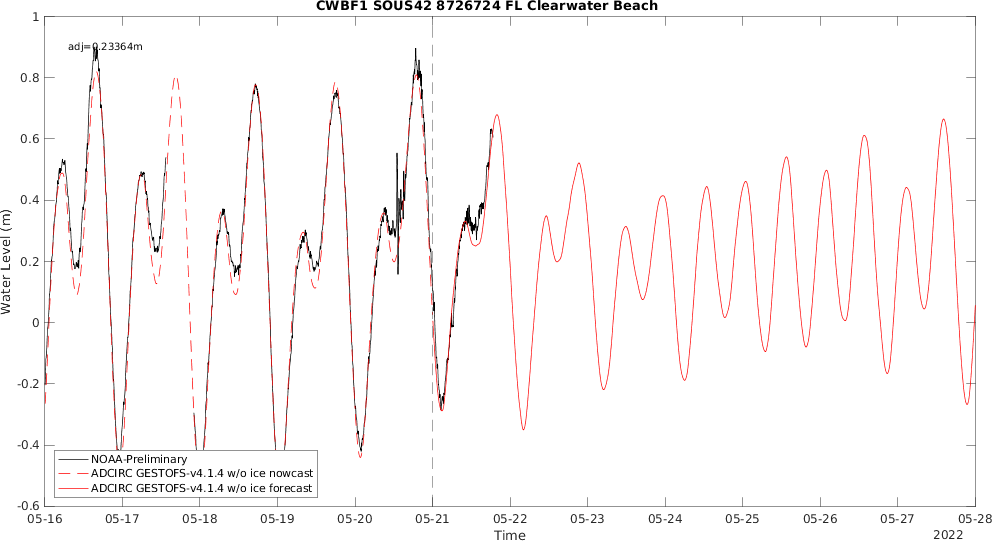 CWBF1 SOUS42 8726724 FL Clearwater Beach
1
adj=0.23364m
0.8
0.6
0.4
0.2
0
-0.2
-0.4
-0.6
Water Level (m)
NOAA-Preliminary
ADCIRC GESTOFS-v4.1.4 w/o ice nowcast
ADCIRC GESTOFS-v4.1.4 w/o ice forecast
05-16 05-17 05-18 05-19 05-20 05-21 05-22 05-23 05-24 05-25 05-26 05-27 05-28
Time
2022